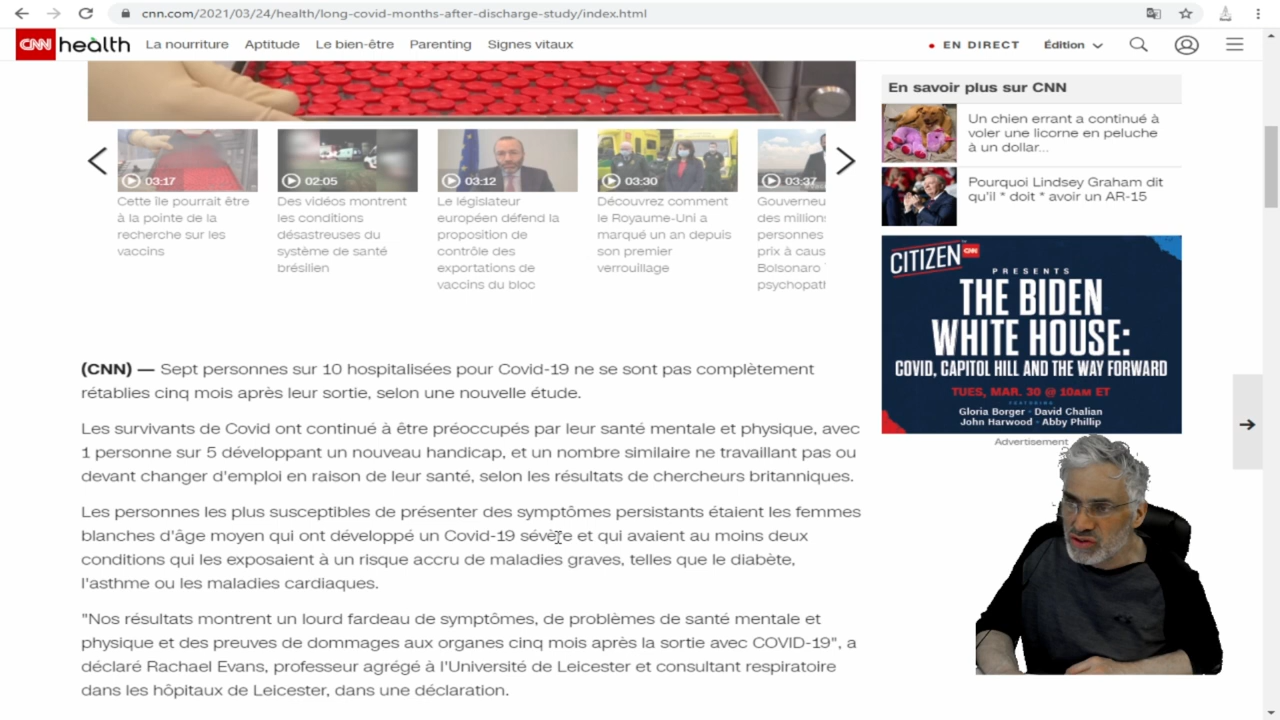 cnn.com/2021/03/24/health/long-covid-months-after-discharge-study/index.html
CNN health La nourriture Aptitude Le bien-être Parenting Signes vitaux EN DIRECT Édition
03:17
Cette île pourrait être
à la pointe de la
recherche sur les
vaccins
02:05
Des vidéos montrent
les conditions
désastreuses du
système de santé
brésilien
03:12
Le législateur
européen défend la
proposition de
contrôle des
exportations de
vaccins du bloc
03:30
Découvrez comment
le Royaume-Uni a
marqué un an depuis
son premier
verrouillage
03:37
Gouverneu
des million
personnes
prix à caus
Bolsonaro
psychopath
(CNN) — Sept personnes sur 10 hospitalisées pour Covid-19 ne se sont pas complètement
rétablies cinq mois après leur sortie, selon une nouvelle étude.
Les survivants de Covid ont continué à être préoccupés par leur santé mentale et physique, avec
1 personne sur 5 développant un nouveau handicap, et un nombre similaire ne travaillant pas ou
devant changer d'emploi en raison de leur santé, selon les résultats de chercheurs britanniques.
Les personnes les plus susceptibles de présenter des symptômes persistants étaient les femmes
blanches d'âge moyen qui ont développé un Covid-19 sévère et qui avaient au moins deux
conditions qui les exposaient à un risque accru de maladies graves, telles que le diabète,
l'asthme ou les maladies cardiaques.
"Nos résultats montrent un lourd fardeau de symptômes, de problèmes de santé mentale et
physique et des preuves de dommages aux organes cinq mois après la sortie avec COVID-19", a
déclaré Rachael Evans, professeur agrégé à l'Université de Leicester et consultant respiratoire
dans les hôpitaux de Leicester, dans une déclaration.
En savoir plus sur CNN
Un chien errant a continué à
voler une licorne en peluche
à un dollar...
Pourquoi Lindsey Graham dit
qu'il " doit " avoir un AR-15
CITIZEN CNN
PRESENTS
THE BIDEN
WHITE HOUSE:
COVID, CAPITOL HILL AND THE WAY FORWARD
TUES, MAR. 30 @ 10AM ET
FEATURING
Gloria Borger · David Chalian
John Harwood · Abby Phillip
Advertisement